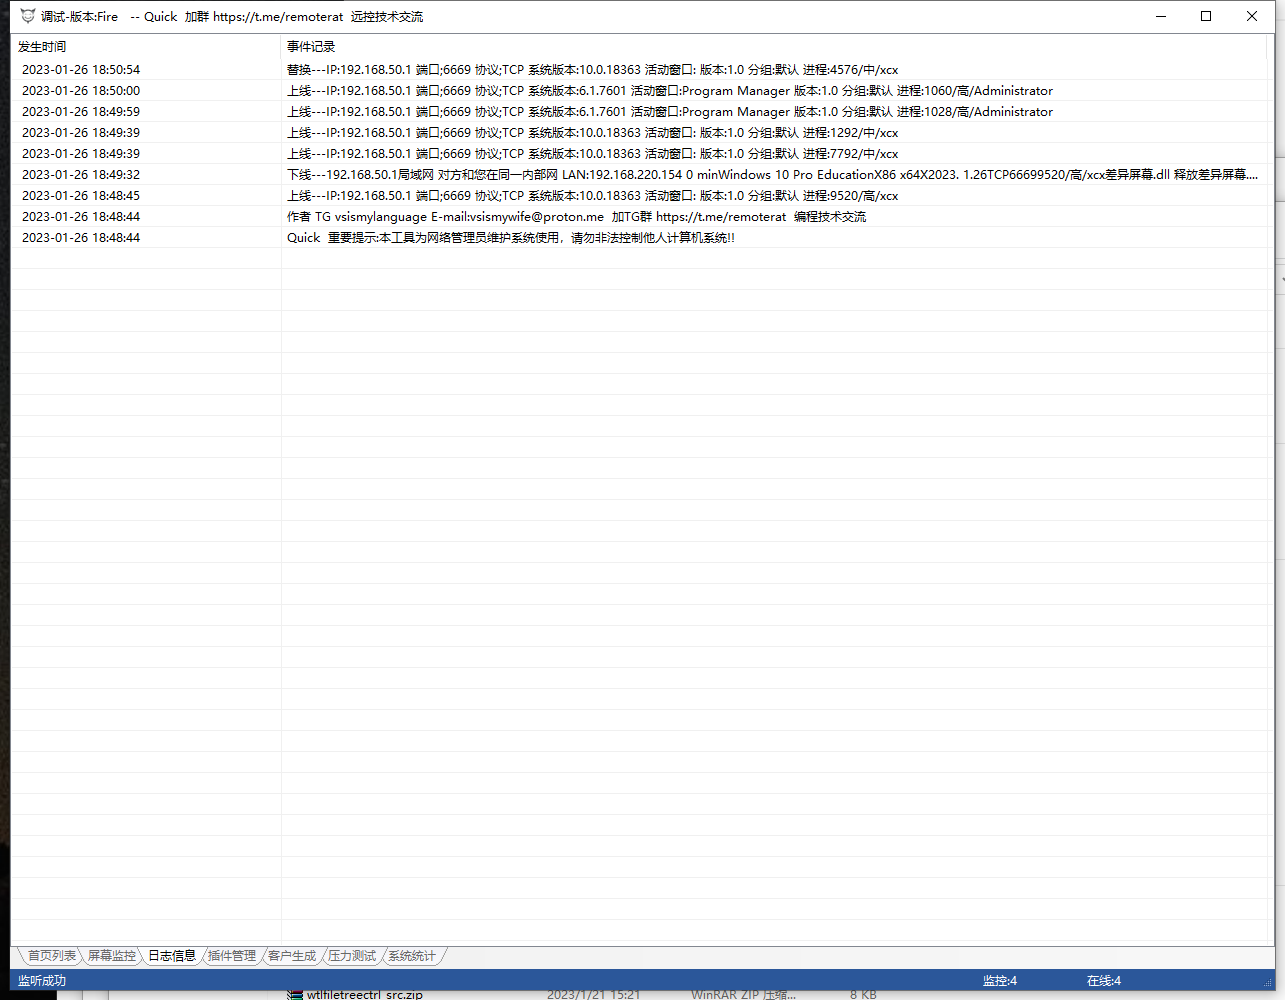 调试-版本:Fire -- Quick 加群 https://t.me/remoterat 远控技术交流
发生时间 事件记录
2023-01-26 18:50:54 替换---IP:192.168.50.1 端口;6669 协议;TCP 系统版本:10.0.18363 活动窗口: 版本:1.0 分组:默认 进程:4576/中/xcx
2023-01-26 18:50:00 上线---IP:192.168.50.1 端口;6669 协议;TCP 系统版本:6.1.7601 活动窗口:Program Manager 版本:1.0 分组:默认 进程:1060/高/Administrator
2023-01-26 18:49:59 上线---IP:192.168.50.1 端口;6669 协议;TCP 系统版本:6.1.7601 活动窗口:Program Manager 版本:1.0 分组:默认 进程:1028/高/Administrator
2023-01-26 18:49:39 上线---IP:192.168.50.1 端口;6669 协议;TCP 系统版本:10.0.18363 活动窗口: 版本:1.0 分组:默认 进程:1292/中/xcx
2023-01-26 18:49:39 上线---IP:192.168.50.1 端口;6669 协议;TCP 系统版本:10.0.18363 活动窗口: 版本:1.0 分组:默认 进程:7792/中/xcx
2023-01-26 18:49:32 下线---192.168.50.1局域网 对方和您在同一内部网 LAN:192.168.220.154 0 minWindows 10 Pro EducationX86 x64X2023. 1.26TCP66699520/高/xcx差异屏幕.dll 释放差异屏幕....
2023-01-26 18:48:45 上线---IP:192.168.50.1 端口;6669 协议;TCP 系统版本:10.0.18363 活动窗口: 版本:1.0 分组:默认 进程:9520/高/xcx
2023-01-26 18:48:44 作者 TG vsismylanguage E-mail:vsismywife@proton.me 加TG群 https://t.me/remoterat 编程技术交流
2023-01-26 18:48:44 Quick 重要提示:本工具为网络管理员维护系统使用，请勿非法控制他人计算机系统!!
首页列表 屏幕监控 日志信息 插件管理 客户生成 压力测试 系统统计
监听成功 监控:4 在线:4
wtlfiletreectrl_src.zip 2023/1/21 15:21 WinRAR ZIP 压缩... 8 KB